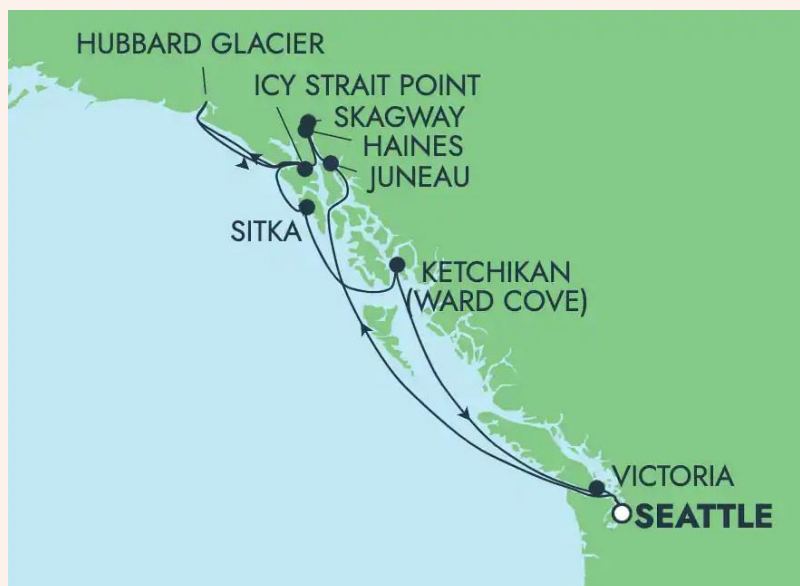 HUBBARD GLACIER
ICY STRAIT POINT
SKAGWAY
HAINES
JUNEAU
SITKA
KETCHIKAN
(WARD COVE)
VICTORIA
SEATTLE